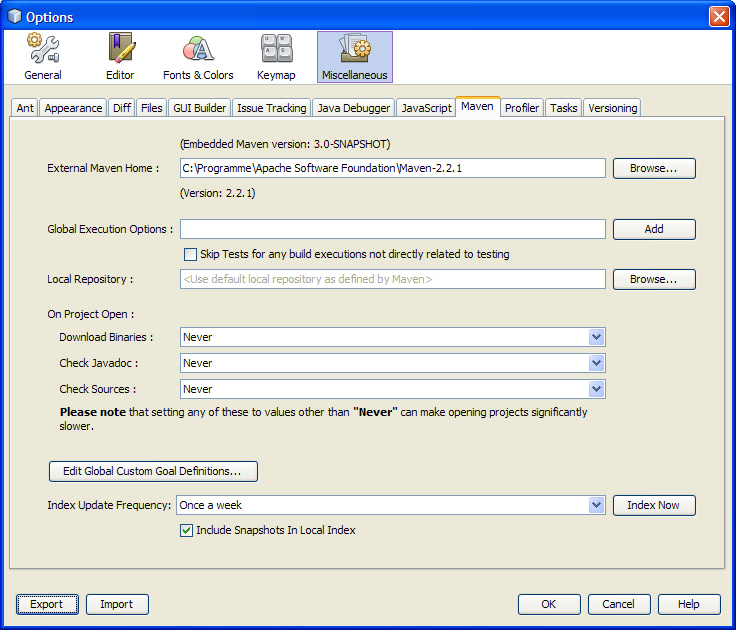 Options
General Editor Fonts & Colors Keymap Miscellaneous
Ant Appearance Diff Files GUI Builder Issue Tracking Java Debugger JavaScript Maven Profiler Tasks Versioning
(Embedded Maven version: 3.0-SNAPSHOT)
External Maven Home : C:\Programme\Apache Software Foundation\Maven-2.2.1 Browse...
(Version: 2.2.1)
Global Execution Options : Add
Skip Tests for any build executions not directly related to testing
Local Repository : <Use default local repository as defined by Maven> Browse...
On Project Open :
Download Binaries : Never
Check Javadoc : Never
Check Sources : Never
Please note that setting any of these to values other than "Never" can make opening projects significantly
slower.
Edit Global Custom Goal Definitions...
Index Update Frequency: Once a week Index Now
Include Snapshots In Local Index
Export Import OK Cancel Help